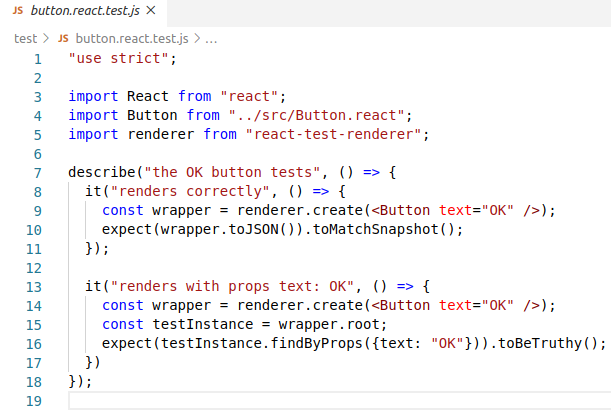 JS button.react.test.js ×
test > JS button.react.test.js > ...
1 "use strict";
2
3 import React from "react";
4 import Button from "../src/Button.react";
5 import renderer from "react-test-renderer";
6
7 describe("the OK button tests", () => {
8   it("renders correctly", () => {
9     const wrapper = renderer.create(<Button text="OK" />);
10     expect(wrapper.toJSON()).toMatchSnapshot();
11   });
12
13   it("renders with props text: OK", () => {
14     const wrapper = renderer.create(<Button text="OK" />);
15     const testInstance = wrapper.root;
16     expect(testInstance.findByProps({text: "OK"})).toBeTruthy();
17   })
18 });
19